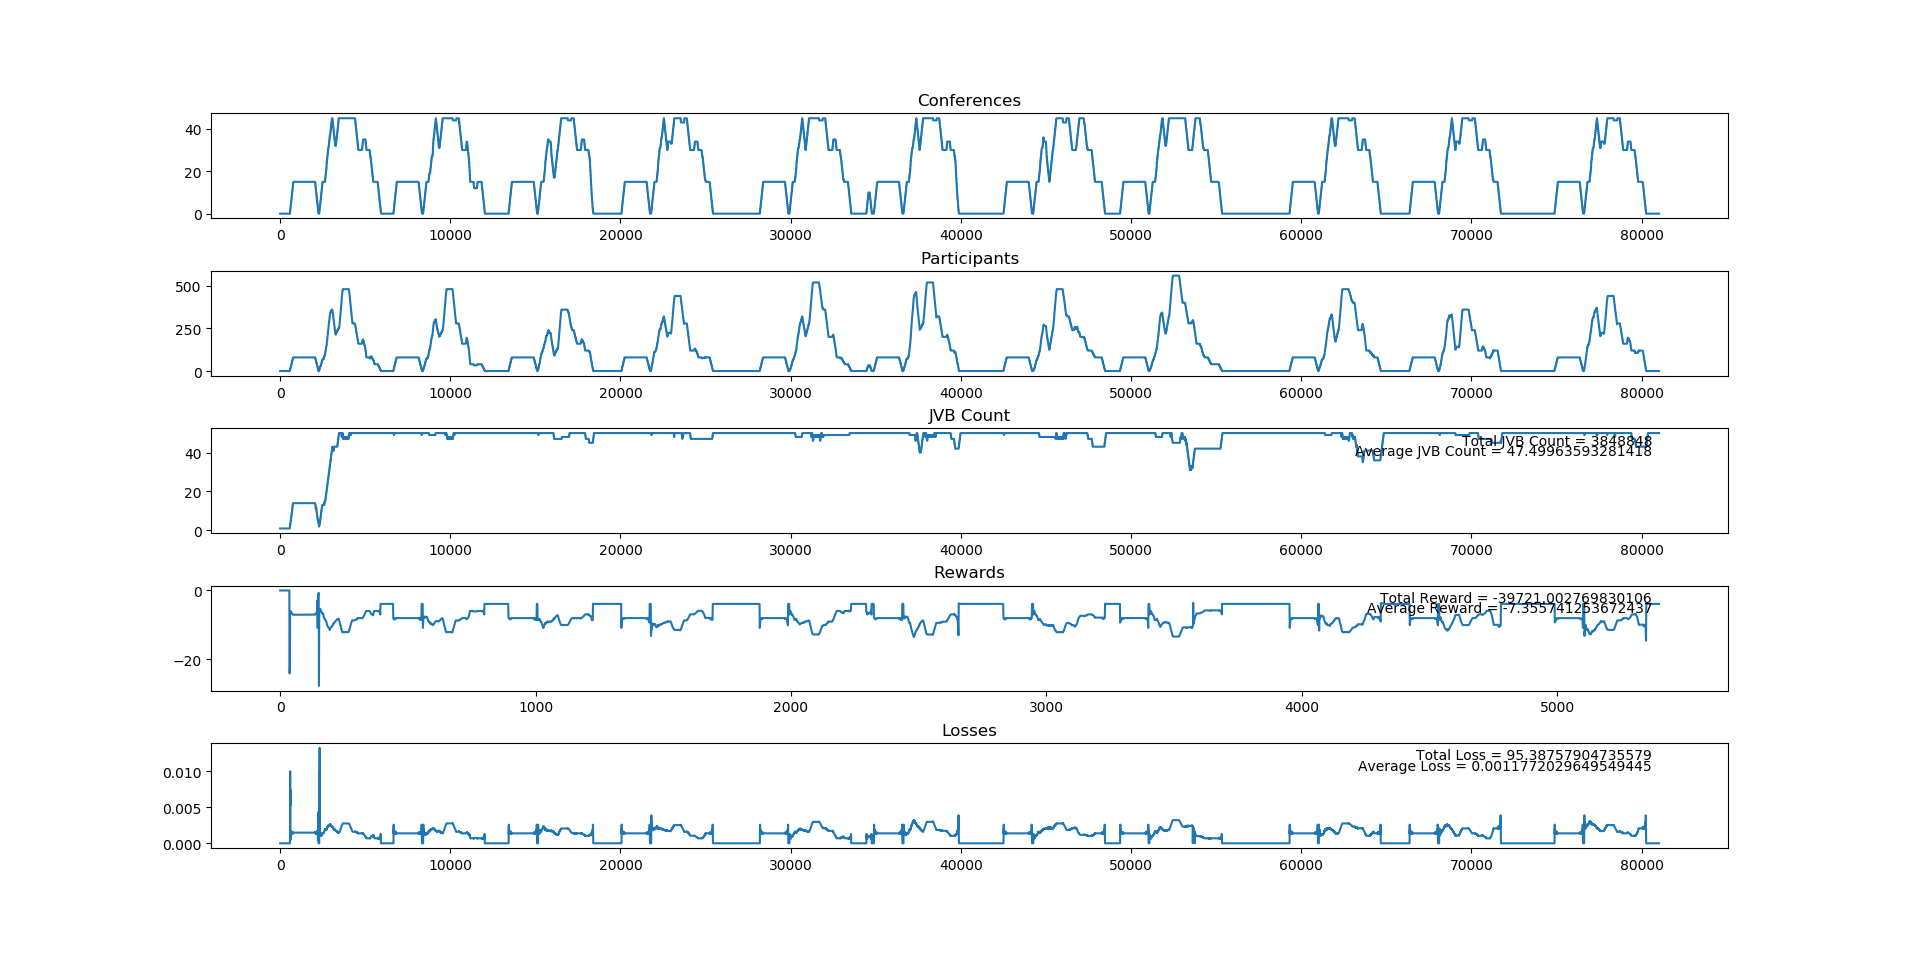 Conferences
40
20
0
0 10000 20000 30000 40000 50000 60000 70000 80000
Participants
500
250
0
0 10000 20000 30000 40000 50000 60000 70000 80000
JVB Count
Total JVB Count = 3848848
Average JVB Count = 47.49963593281418
40
20
0
0 10000 20000 30000 40000 50000 60000 70000 80000
Rewards
0
Total Reward = -39721.002769830106
Average Reward = -7.355741253672437
−20
0 1000 2000 3000 4000 5000
Losses
Total Loss = 95.38757904735579
Average Loss = 0.0011772029649549445
0.010
0.005
0.000
0 10000 20000 30000 40000 50000 60000 70000 80000